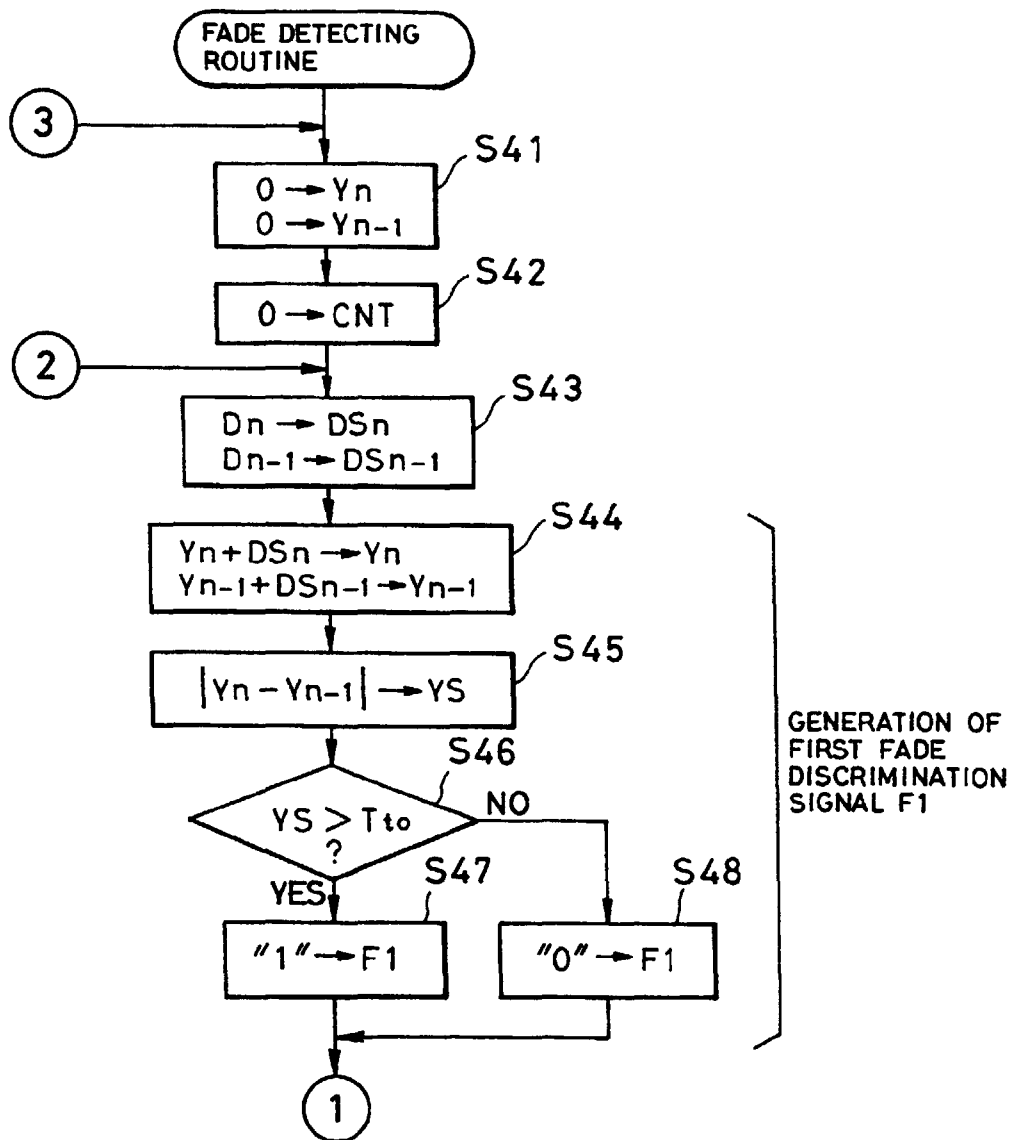 FADE DETECTING
ROUTINE
3
S41
0 → Yn
0 → Yn-1
S42
0 → CNT
2
S43
Dn → DSn
Dn-1 → DSn-1
S44
Yn + DSn → Yn
Yn-1 + DSn-1 → Yn-1
S45
|Yn - Yn-1| → YS
S46
YS > Tto
?
NO
YES
S47
"1" → F1
S48
"0" → F1
GENERATION OF
FIRST FADE
DISCRIMINATION
SIGNAL F1
1